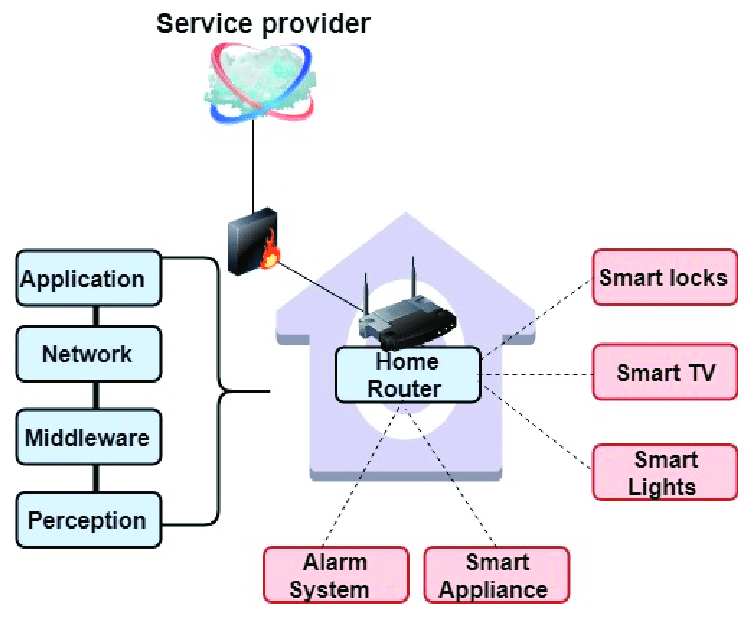 Service provider
Application
Network
Middleware
Perception
Home
Router
Smart locks
Smart TV
Smart
Lights
Alarm
System
Smart
Appliance